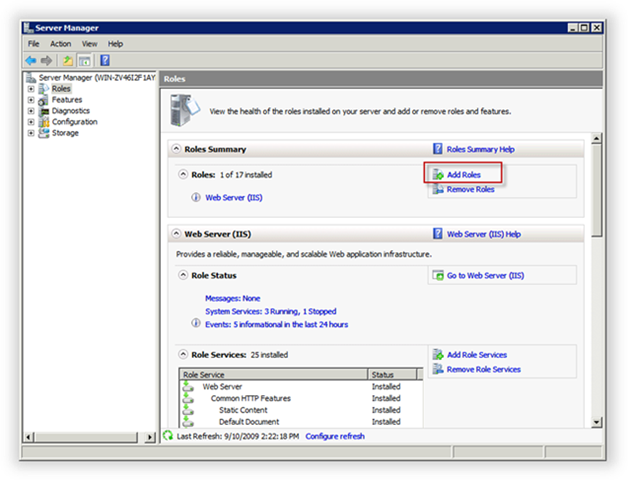 Server Manager
File Action View Help
Server Manager (WIN-ZV46I2F1AY
Roles
Features
Diagnostics
Configuration
Storage
Roles
View the health of the roles installed on your server and add or remove roles and features.
Roles Summary
Roles Summary Help
Roles: 1 of 17 installed
Add Roles
Remove Roles
Web Server (IIS)
Web Server (IIS)
Web Server (IIS) Help
Provides a reliable, manageable, and scalable Web application infrastructure.
Role Status
Go to Web Server (IIS)
Messages: None
System Services: 3 Running, 1 Stopped
Events: 5 informational in the last 24 hours
Role Services: 25 installed
Add Role Services
Remove Role Services
Role Service Status
Web Server Installed
Common HTTP Features Installed
Static Content Installed
Default Document Installed
Last Refresh: 9/10/2009 2:22:18 PM Configure refresh